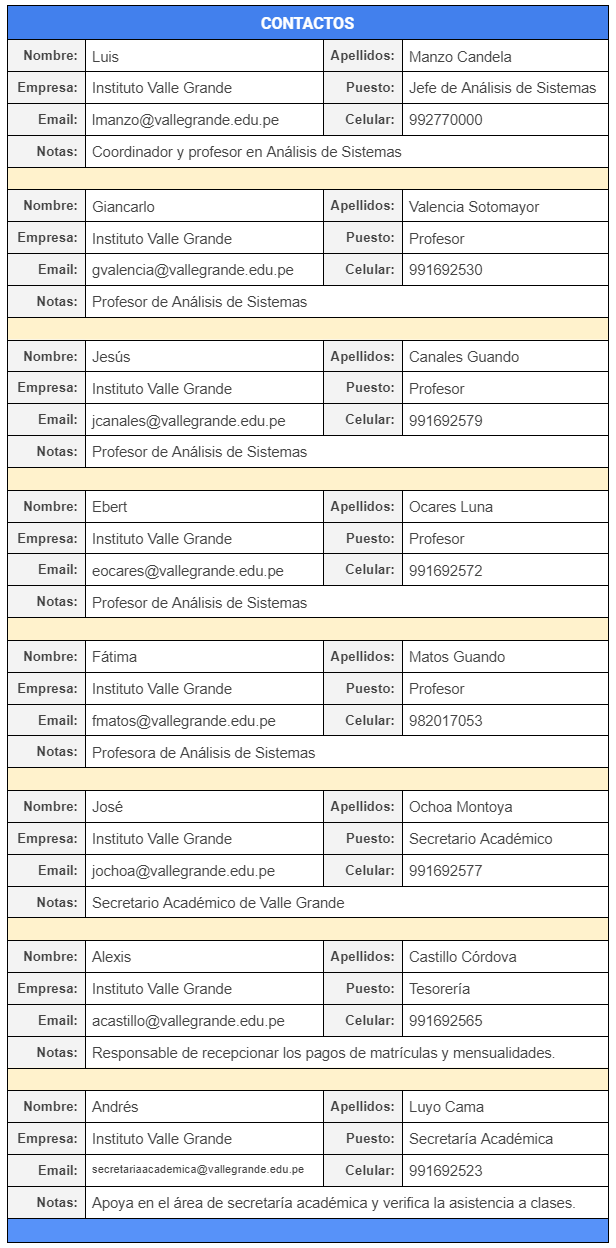 CONTACTOS
Nombre: Luis Apellidos: Manzo Candela
Empresa: Instituto Valle Grande Puesto: Jefe de Análisis de Sistemas
Email: lmanzo@vallegrande.edu.pe Celular: 992770000
Notas: Coordinador y profesor en Análisis de Sistemas
Nombre: Giancarlo Apellidos: Valencia Sotomayor
Empresa: Instituto Valle Grande Puesto: Profesor
Email: gvalencia@vallegrande.edu.pe Celular: 991692530
Notas: Profesor de Análisis de Sistemas
Nombre: Jesús Apellidos: Canales Guando
Empresa: Instituto Valle Grande Puesto: Profesor
Email: jcanales@vallegrande.edu.pe Celular: 991692579
Notas: Profesor de Análisis de Sistemas
Nombre: Ebert Apellidos: Ocares Luna
Empresa: Instituto Valle Grande Puesto: Profesor
Email: eocares@vallegrande.edu.pe Celular: 991692572
Notas: Profesor de Análisis de Sistemas
Nombre: Fátima Apellidos: Matos Guando
Empresa: Instituto Valle Grande Puesto: Profesor
Email: fmatos@vallegrande.edu.pe Celular: 982017053
Notas: Profesora de Análisis de Sistemas
Nombre: José Apellidos: Ochoa Montoya
Empresa: Instituto Valle Grande Puesto: Secretario Académico
Email: jochoa@vallegrande.edu.pe Celular: 991692577
Notas: Secretario Académico de Valle Grande
Nombre: Alexis Apellidos: Castillo Córdova
Empresa: Instituto Valle Grande Puesto: Tesorería
Email: acastillo@vallegrande.edu.pe Celular: 991692565
Notas: Responsable de recepcionar los pagos de matrículas y mensualidades.
Nombre: Andrés Apellidos: Luyo Cama
Empresa: Instituto Valle Grande Puesto: Secretaría Académica
Email: secretariaacademica@vallegrande.edu.pe Celular: 991692523
Notas: Apoya en el área de secretaría académica y verifica la asistencia a clases.